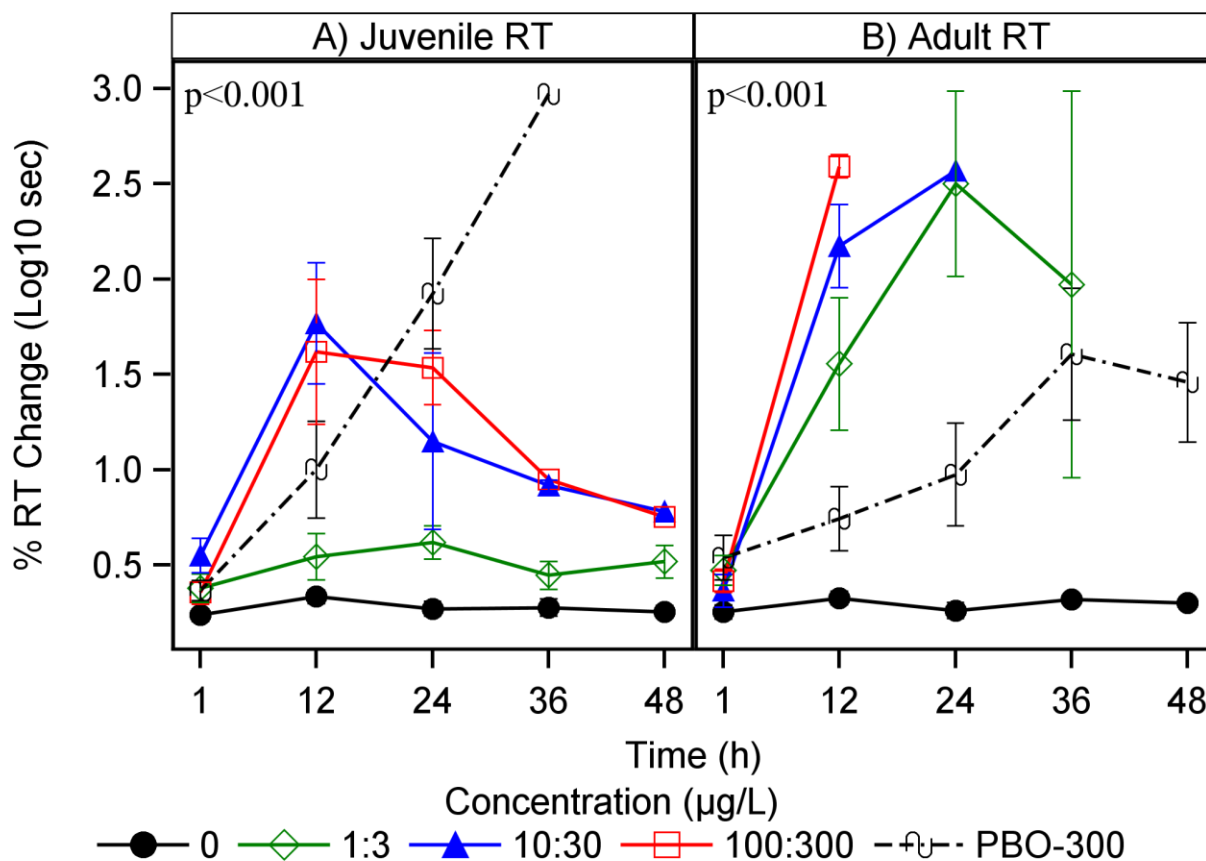 A) Juvenile RT
B) Adult RT
% RT Change (Log10 sec)
3.0
2.5
2.0
1.5
1.0
0.5
p<0.001
p<0.001
1 12 24 36 48
1 12 24 36 48
Time (h)
Concentration (µg/L)
0 1:3 10:30 100:300 PBO-300